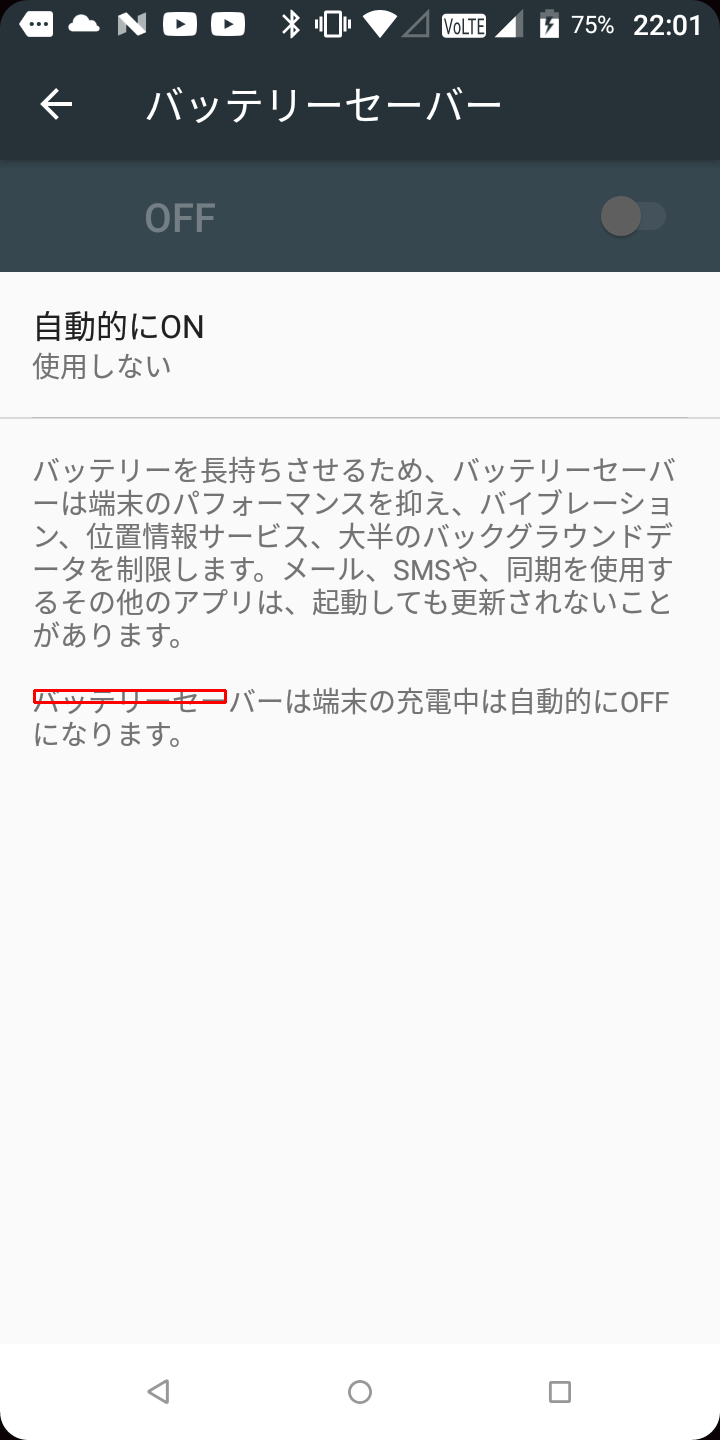 VoLTE 75% 22:01
バッテリーセーバー
OFF
自動的にON
使用しない
バッテリーを長持ちさせるため、バッテリーセーバ
ーは端末のパフォーマンスを抑え、バイブレーショ
ン、位置情報サービス、大半のバックグラウンドデ
ータを制限します。メール、SMSや、同期を使用す
るその他のアプリは、起動しても更新されないこと
があります。
バッテリーセーバーは端末の充電中は自動的にOFF
になります。